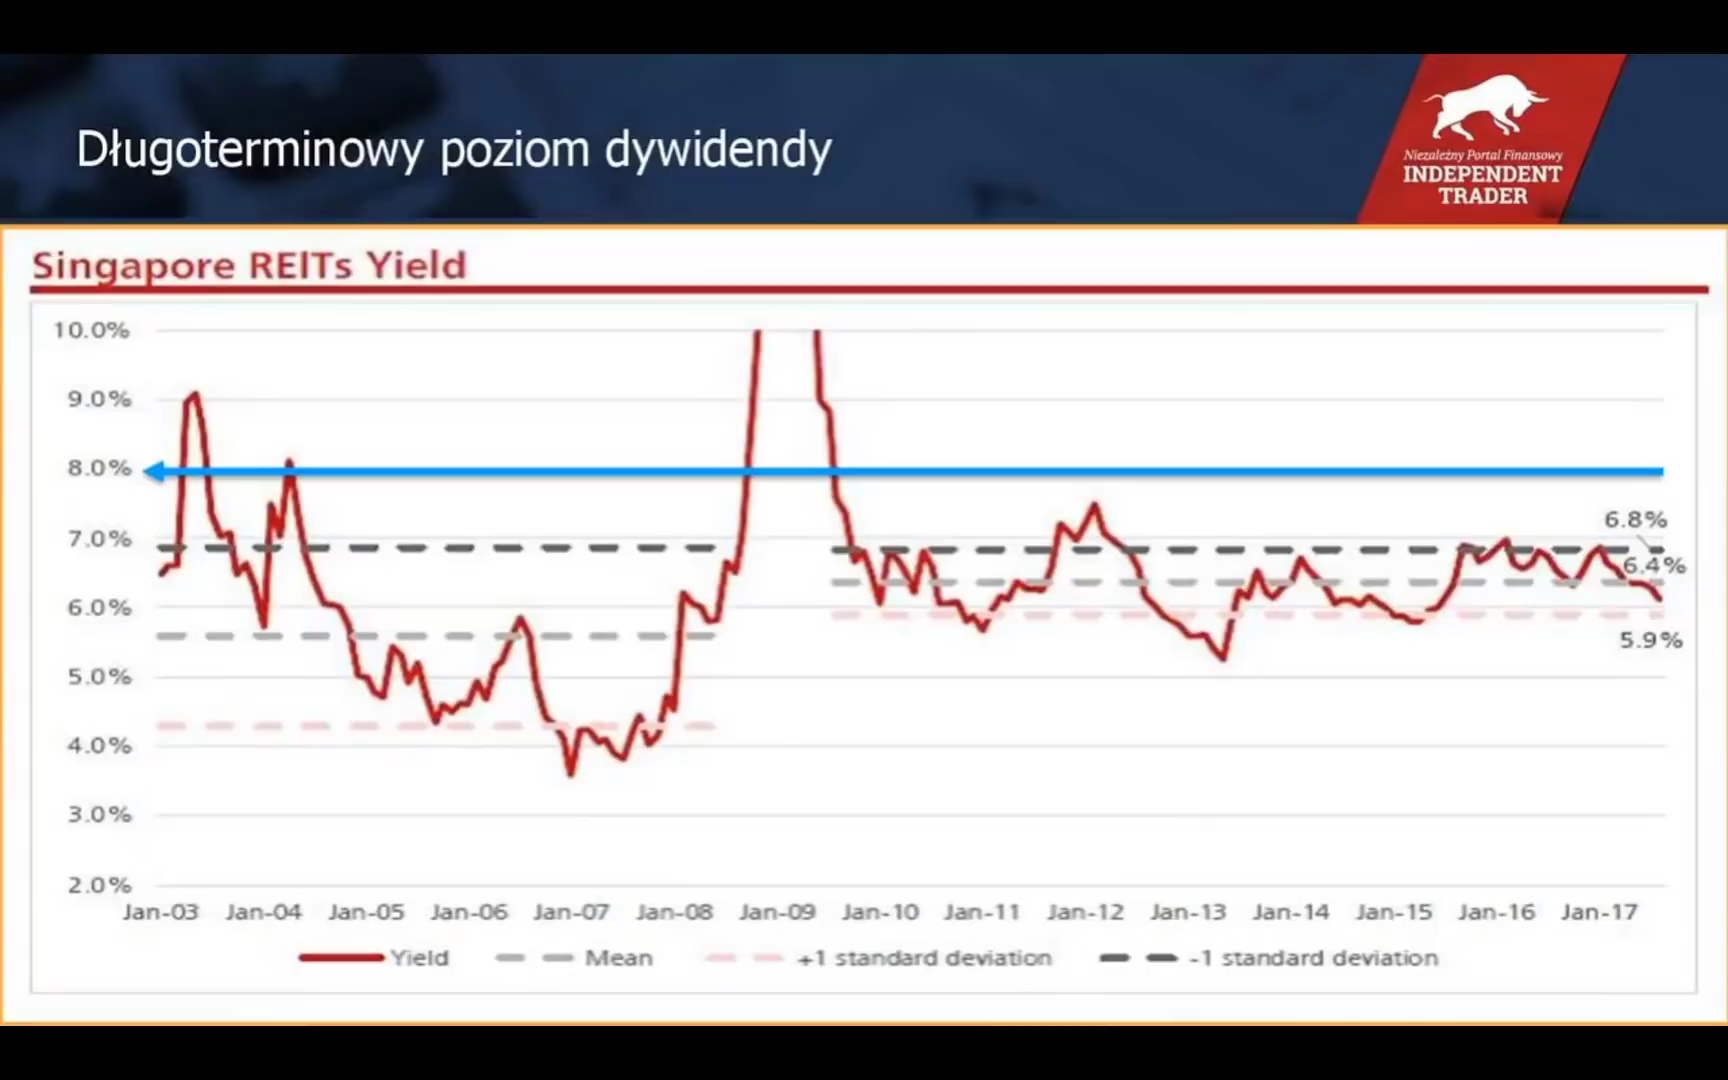 Długoterminowy poziom dywidendy
Niezależny Portal Finansowy
INDEPENDENT
TRADER
Singapore REITs Yield
10.0%
9.0%
8.0%
7.0%
6.0%
5.0%
4.0%
3.0%
2.0%
6.8%
6.4%
5.9%
Jan-03 Jan-04 Jan-05 Jan-06 Jan-07 Jan-08 Jan-09 Jan-10 Jan-11 Jan-12 Jan-13 Jan-14 Jan-15 Jan-16 Jan-17
Yield Mean +1 standard deviation -1 standard deviation